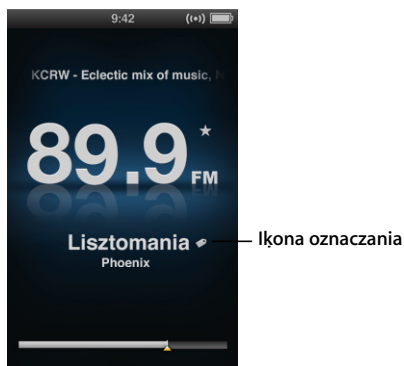 9:42
KCRW - Eclectic mix of music,
89.9 FM
Lisztomania
Ikona oznaczania
Phoenix